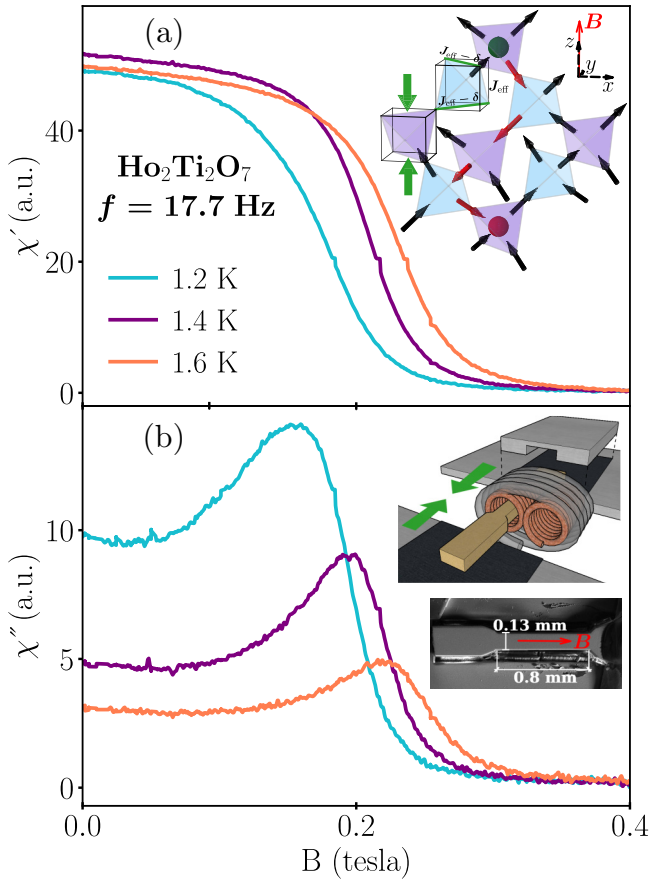 (a)
B
z
y
x
J_eff − δ
J_eff
J_eff − δ
χ′ (a.u.)
40
20
0
Ho₂Ti₂O₇
f = 17.7 Hz
1.2 K
1.4 K
1.6 K
(b)
χ″ (a.u.)
10
5
0
0.13 mm
B
0.8 mm
0.0
0.2
0.4
B (tesla)